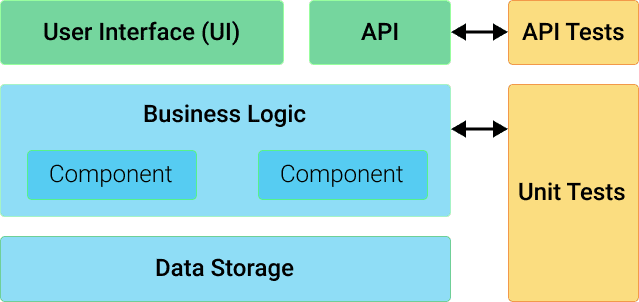 User Interface (UI)
API
API Tests
Business Logic
Component
Component
Unit Tests
Data Storage